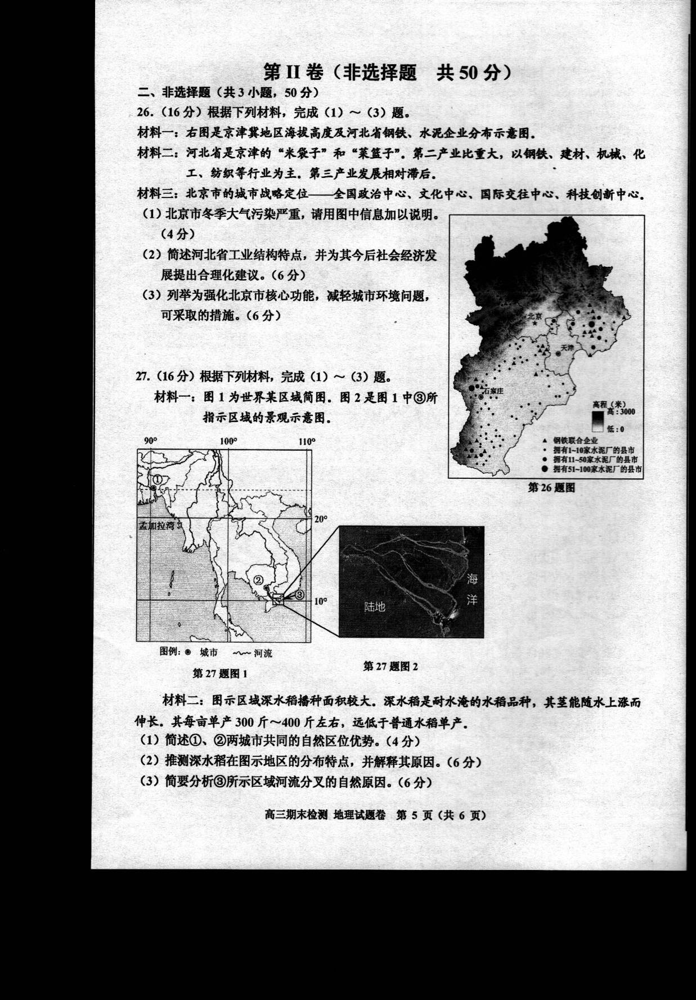 第 II 卷（非选择题　共 50 分）
二、非选择题（共 3 小题，50 分）
26.（16 分）根据下列材料，完成（1）～（3）题。
材料一：右图是京津冀地区海拔高度及河北省钢铁、水泥企业分布示意图。
材料二：河北省是京津的“米袋子”和“菜篮子”。第二产业比重大，以钢铁、建材、机械、化
工、纺织等行业为主。第三产业发展相对滞后。
材料三：北京市的城市战略定位——全国政治中心、文化中心、国际交往中心、科技创新中心。
（1）北京市冬季大气污染严重，请用图中信息加以说明。
（4 分）
（2）简述河北省工业结构特点，并为其今后社会经济发
展提出合理化建议。（6 分）
（3）列举为强化北京市核心功能，减轻城市环境问题，
可采取的措施。（6 分）
北京
天津
石家庄
高程（米）
高：3000
低：0
钢铁联合企业
拥有1~10家水泥厂的县市
拥有11~50家水泥厂的县市
拥有51~100家水泥厂的县市
第 26 题图
27.（16 分）根据下列材料，完成（1）～（3）题。
材料一：图 1 为世界某区域简图。图 2 是图 1 中③所
指示区域的景观示意图。
90° 100° 110°
①
20°
孟加拉湾
②
③
10°
海
洋
陆地
图例： 城市 河流
第 27 题图 1
第 27 题图 2
材料二：图示区域深水稻播种面积较大。深水稻是耐水淹的水稻品种，其茎能随水上涨而
伸长。其每亩单产 300 斤～400 斤左右，远低于普通水稻单产。
（1）简述①、②两城市共同的自然区位优势。（4 分）
（2）推测深水稻在图示地区的分布特点，并解释其原因。（6 分）
（3）简要分析③所示区域河流分叉的自然原因。（6 分）
高三期末检测 地理试题卷 第 5 页（共 6 页）